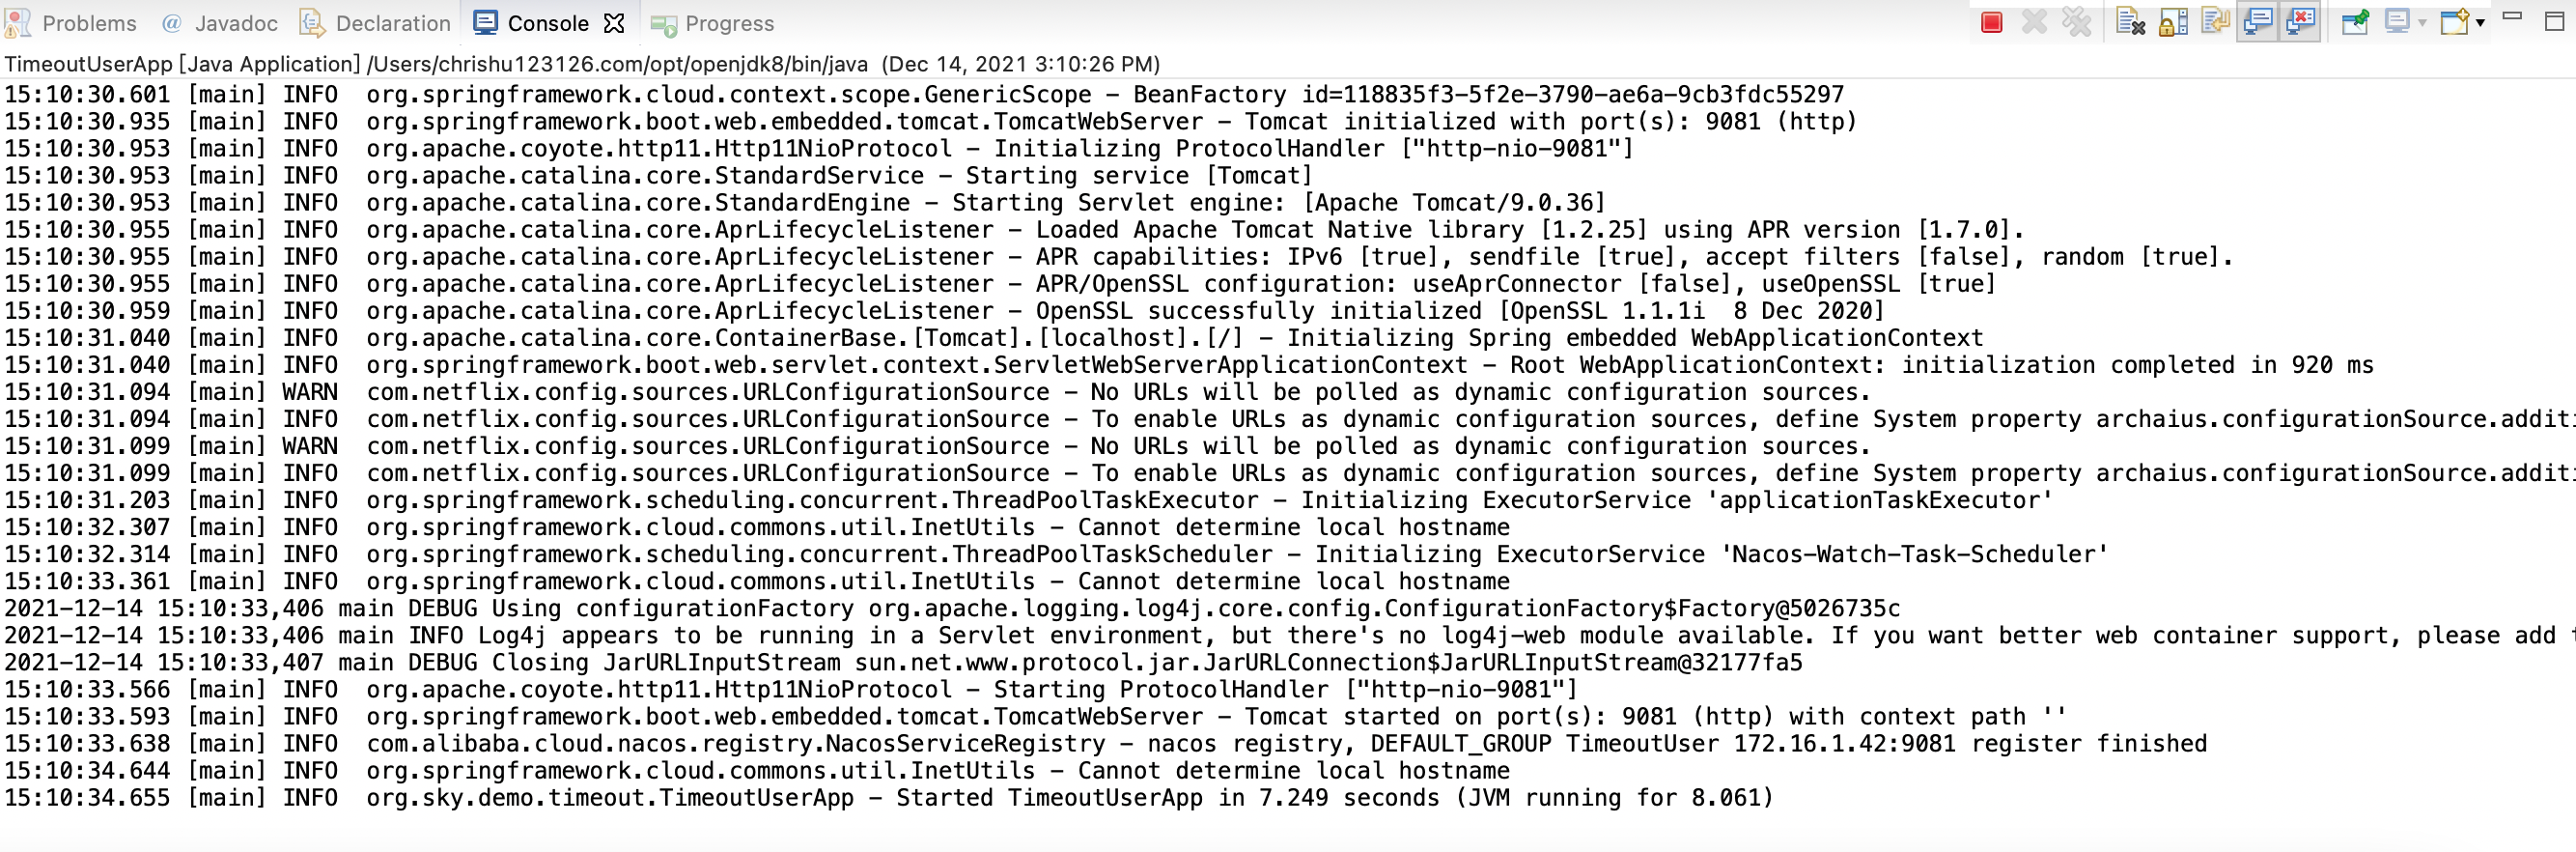 Problems @ Javadoc Declaration Console Progress
TimeoutUserApp [Java Application] /Users/chrishu123126.com/opt/openjdk8/bin/java (Dec 14, 2021 3:10:26 PM)
15:10:30.601 [main] INFO  org.springframework.cloud.context.scope.GenericScope – BeanFactory id=118835f3-5f2e-3790-ae6a-9cb3fdc55297
15:10:30.935 [main] INFO  org.springframework.boot.web.embedded.tomcat.TomcatWebServer – Tomcat initialized with port(s): 9081 (http)
15:10:30.953 [main] INFO  org.apache.coyote.http11.Http11NioProtocol – Initializing ProtocolHandler ["http-nio-9081"]
15:10:30.953 [main] INFO  org.apache.catalina.core.StandardService – Starting service [Tomcat]
15:10:30.953 [main] INFO  org.apache.catalina.core.StandardEngine – Starting Servlet engine: [Apache Tomcat/9.0.36]
15:10:30.955 [main] INFO  org.apache.catalina.core.AprLifecycleListener – Loaded Apache Tomcat Native library [1.2.25] using APR version [1.7.0].
15:10:30.955 [main] INFO  org.apache.catalina.core.AprLifecycleListener – APR capabilities: IPv6 [true], sendfile [true], accept filters [false], random [true].
15:10:30.955 [main] INFO  org.apache.catalina.core.AprLifecycleListener – APR/OpenSSL configuration: useAprConnector [false], useOpenSSL [true]
15:10:30.959 [main] INFO  org.apache.catalina.core.AprLifecycleListener – OpenSSL successfully initialized [OpenSSL 1.1.1i  8 Dec 2020]
15:10:31.040 [main] INFO  org.apache.catalina.core.ContainerBase.[Tomcat].[localhost].[/] – Initializing Spring embedded WebApplicationContext
15:10:31.040 [main] INFO  org.springframework.boot.web.servlet.context.ServletWebServerApplicationContext – Root WebApplicationContext: initialization completed in 920 ms
15:10:31.094 [main] WARN  com.netflix.config.sources.URLConfigurationSource – No URLs will be polled as dynamic configuration sources.
15:10:31.094 [main] INFO  com.netflix.config.sources.URLConfigurationSource – To enable URLs as dynamic configuration sources, define System property archaius.configurationSource.additi
15:10:31.099 [main] WARN  com.netflix.config.sources.URLConfigurationSource – No URLs will be polled as dynamic configuration sources.
15:10:31.099 [main] INFO  com.netflix.config.sources.URLConfigurationSource – To enable URLs as dynamic configuration sources, define System property archaius.configurationSource.additi
15:10:31.203 [main] INFO  org.springframework.scheduling.concurrent.ThreadPoolTaskExecutor – Initializing ExecutorService 'applicationTaskExecutor'
15:10:32.307 [main] INFO  org.springframework.cloud.commons.util.InetUtils – Cannot determine local hostname
15:10:32.314 [main] INFO  org.springframework.scheduling.concurrent.ThreadPoolTaskScheduler – Initializing ExecutorService 'Nacos-Watch-Task-Scheduler'
15:10:33.361 [main] INFO  org.springframework.cloud.commons.util.InetUtils – Cannot determine local hostname
2021-12-14 15:10:33,406 main DEBUG Using configurationFactory org.apache.logging.log4j.core.config.ConfigurationFactory$Factory@5026735c
2021-12-14 15:10:33,406 main INFO Log4j appears to be running in a Servlet environment, but there's no log4j-web module available. If you want better web container support, please add
2021-12-14 15:10:33,407 main DEBUG Closing JarURLInputStream sun.net.www.protocol.jar.JarURLConnection$JarURLInputStream@32177fa5
15:10:33.566 [main] INFO  org.apache.coyote.http11.Http11NioProtocol – Starting ProtocolHandler ["http-nio-9081"]
15:10:33.593 [main] INFO  org.springframework.boot.web.embedded.tomcat.TomcatWebServer – Tomcat started on port(s): 9081 (http) with context path ''
15:10:33.638 [main] INFO  com.alibaba.cloud.nacos.registry.NacosServiceRegistry – nacos registry, DEFAULT_GROUP TimeoutUser 172.16.1.42:9081 register finished
15:10:34.644 [main] INFO  org.springframework.cloud.commons.util.InetUtils – Cannot determine local hostname
15:10:34.655 [main] INFO  org.sky.demo.timeout.TimeoutUserApp – Started TimeoutUserApp in 7.249 seconds (JVM running for 8.061)